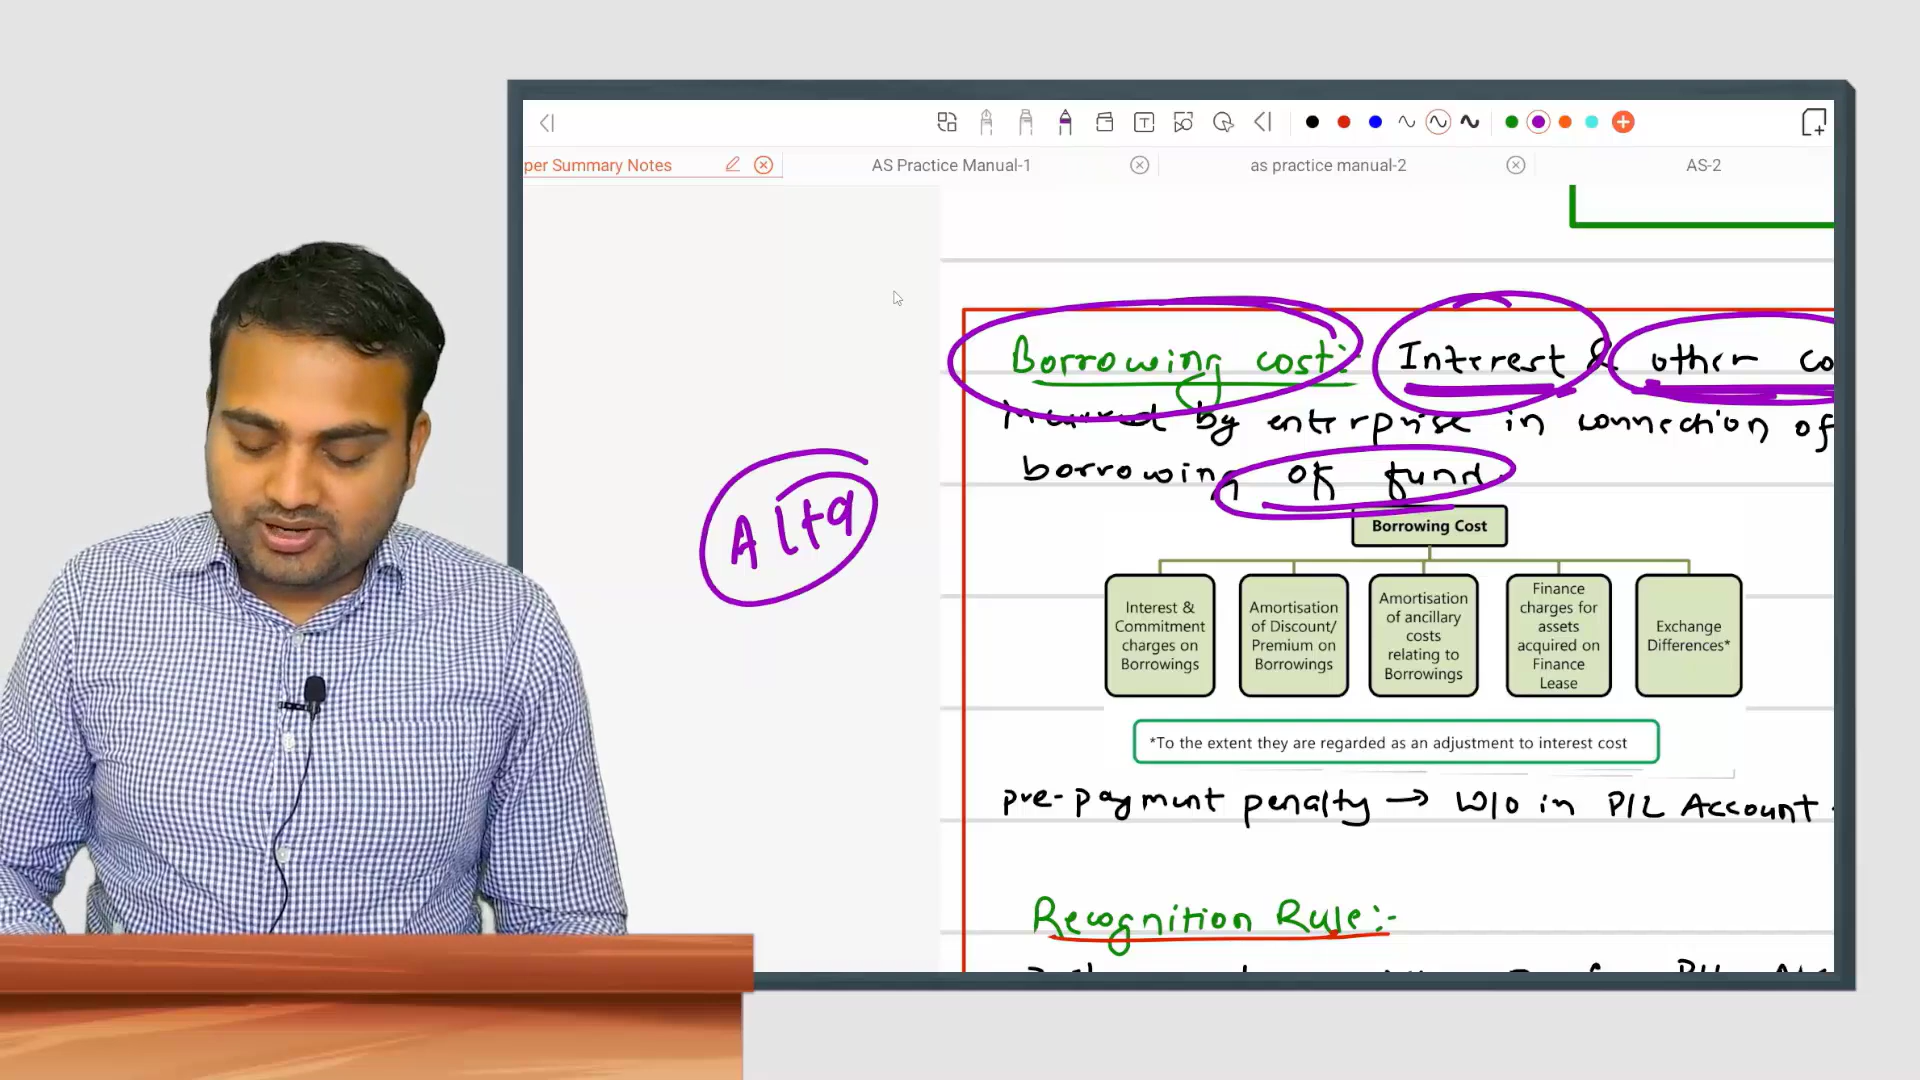 per Summary Notes
AS Practice Manual-1
as practice manual-2
AS-2
Borrowing cost: Interest & other co
Incurred by enterprise in connection of
borrowing of fund
Borrowing Cost
Interest &
Commitment
charges on
Borrowings
Amortisation
of Discount/
Premium on
Borrowings
Amortisation
of ancillary
costs
relating to
Borrowings
Finance
charges for
assets
acquired on
Finance
Lease
Exchange
Differences*
*To the extent they are regarded as an adjustment to interest cost
pre-payment penalty → W/o in P/L Account
Recognition Rule:-